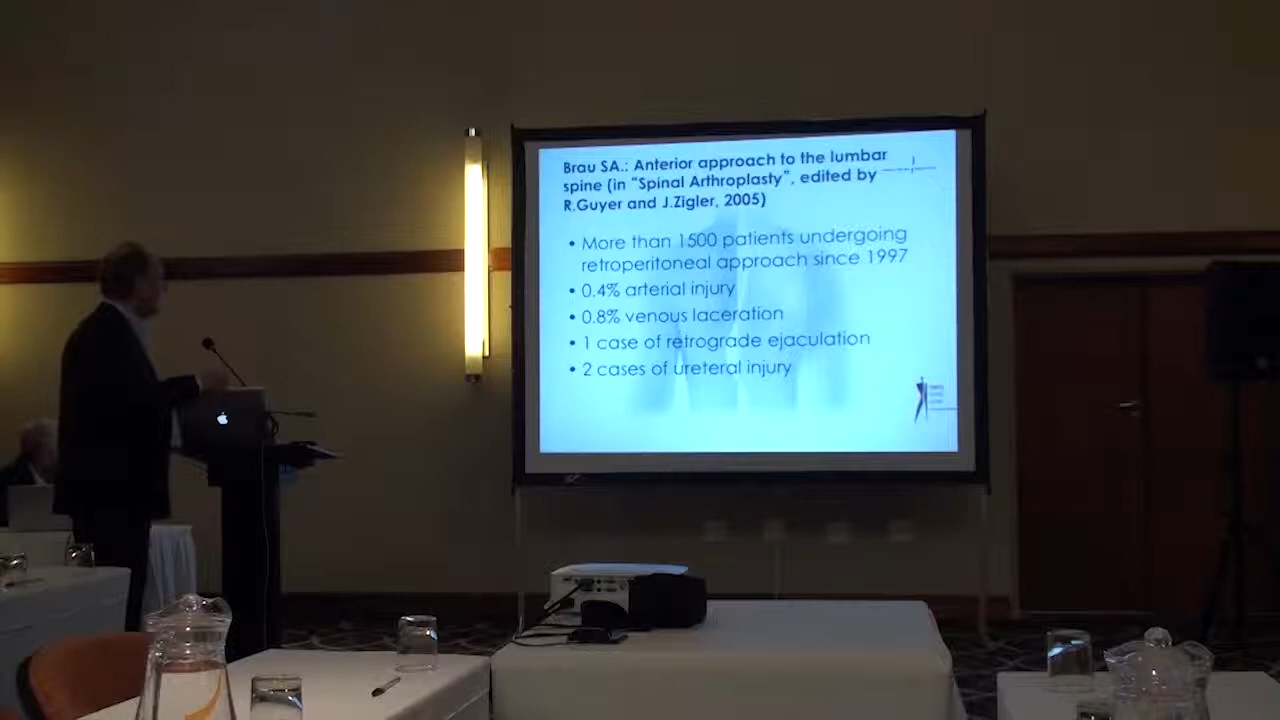 Brau SA.: Anterior approach to the lumbar
spine (in "Spinal Arthroplasty", edited by
R.Guyer and J.Zigler, 2005)
• More than 1500 patients undergoing
retroperitoneal approach since 1997
• 0.4% arterial injury
• 0.8% venous laceration
• 1 case of retrograde ejaculation
• 2 cases of ureteral injury